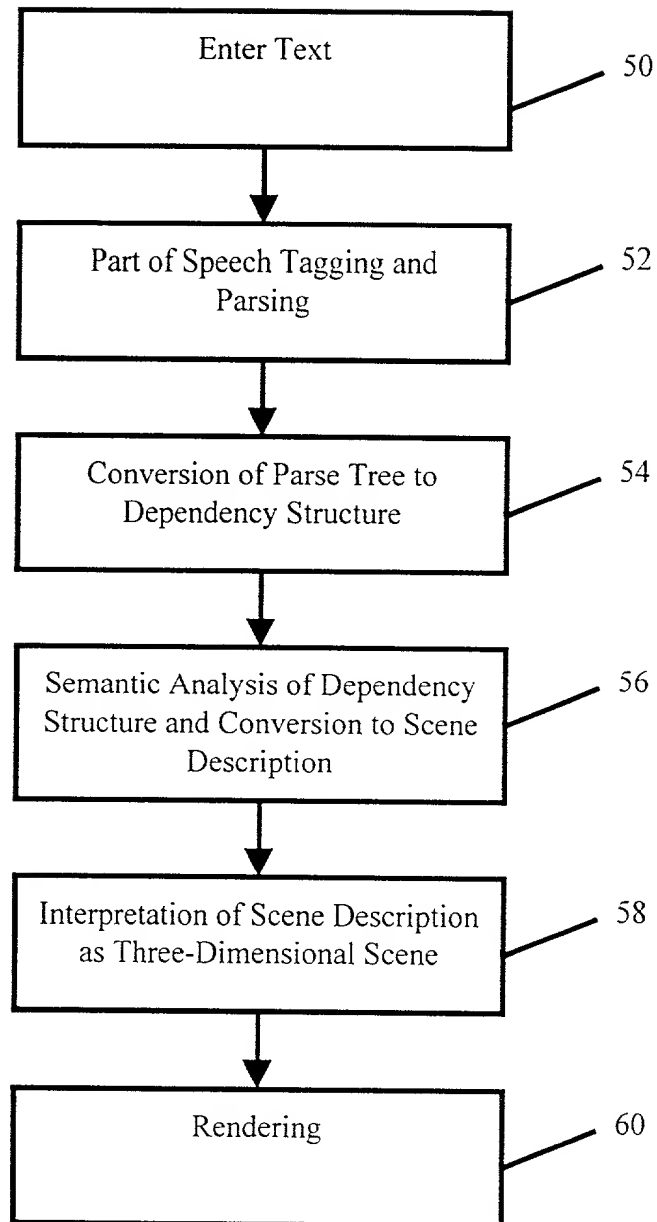 Enter Text
50
Part of Speech Tagging and
Parsing
52
Conversion of Parse Tree to
Dependency Structure
54
Semantic Analysis of Dependency
Structure and Conversion to Scene
Description
56
Interpretation of Scene Description
as Three-Dimensional Scene
58
Rendering
60